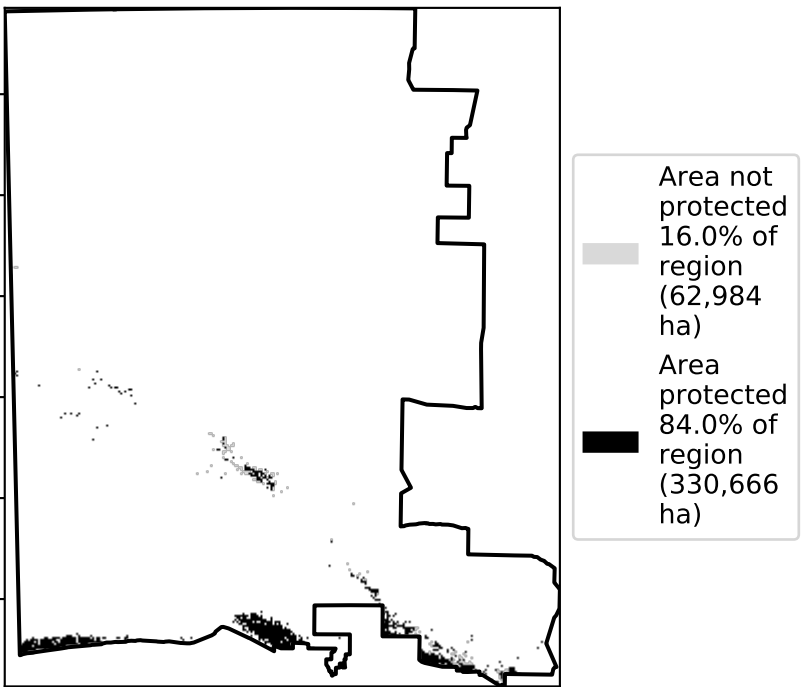 Area not
protected
16.0% of
region
(62,984
ha)
Area
protected
84.0% of
region
(330,666
ha)